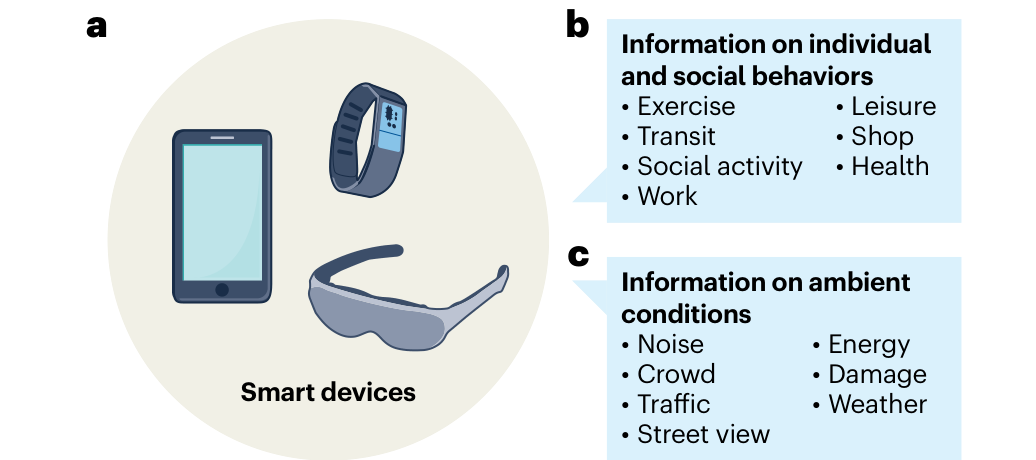 a
Smart devices
b
Information on individual
and social behaviors
• Exercise
• Transit
• Social activity
• Work
• Leisure
• Shop
• Health
c
Information on ambient
conditions
• Noise
• Crowd
• Traffic
• Street view
• Energy
• Damage
• Weather